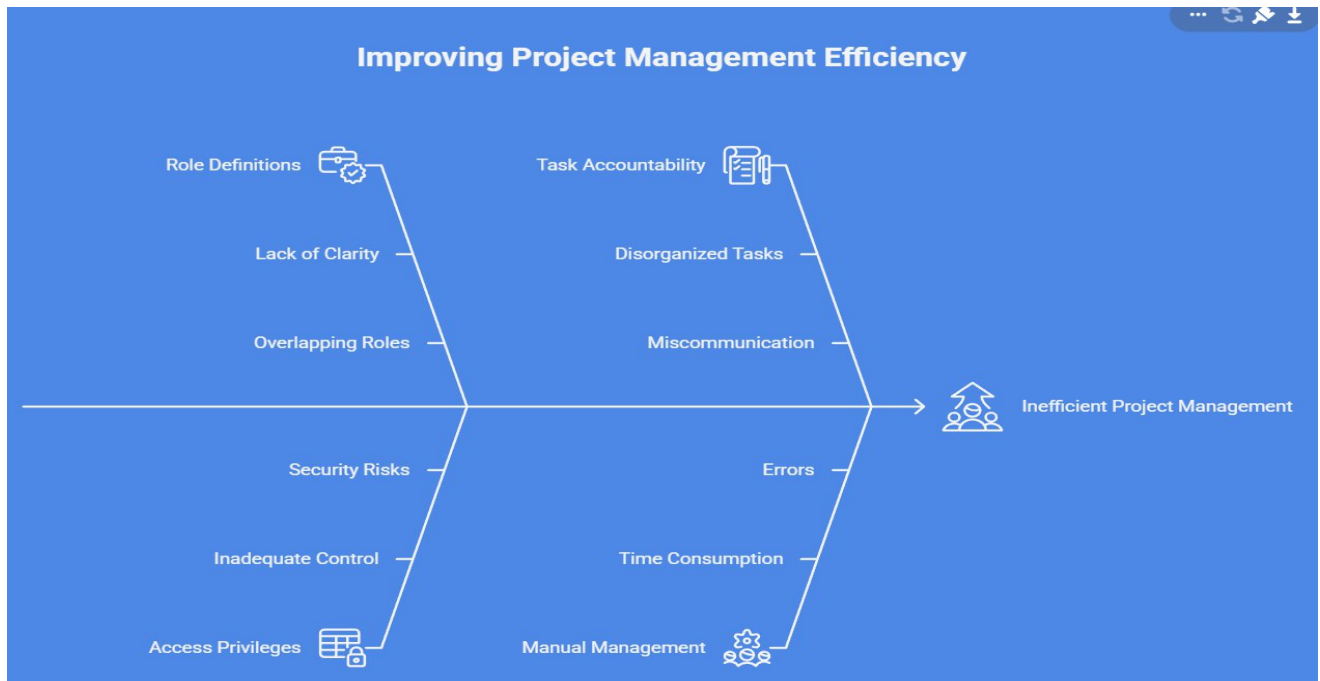 Improving Project Management Efficiency
Role Definitions
Lack of Clarity
Overlapping Roles
Task Accountability
Disorganized Tasks
Miscommunication
Inefficient Project Management
Security Risks
Inadequate Control
Access Privileges
Errors
Time Consumption
Manual Management